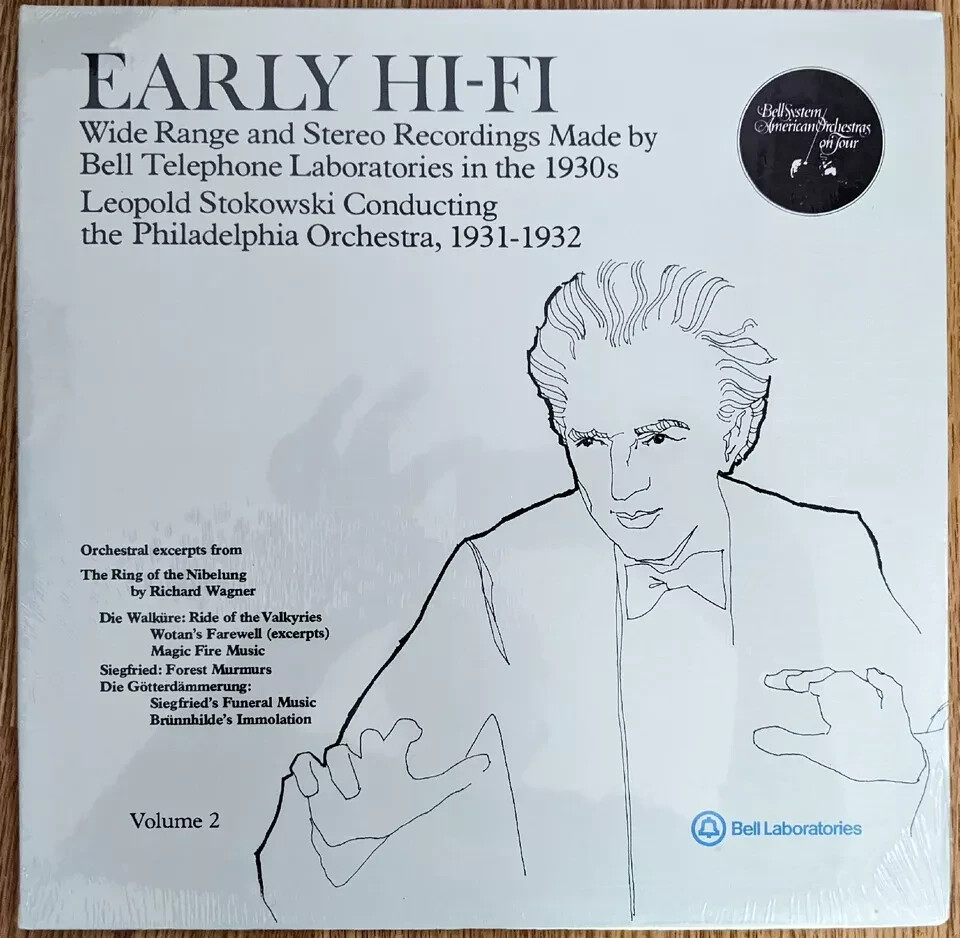 EARLY HI-FI
Wide Range and Stereo Recordings Made by
Bell Telephone Laboratories in the 1930s
Leopold Stokowski Conducting
the Philadelphia Orchestra, 1931-1932
Bell System
American Orchestras
on Tour
Orchestral excerpts from
The Ring of the Nibelung
by Richard Wagner
Die Walküre: Ride of the Valkyries
Wotan's Farewell (excerpts)
Magic Fire Music
Siegfried: Forest Murmurs
Die Götterdämmerung:
Siegfried's Funeral Music
Brünnhilde's Immolation
Volume 2
Bell Laboratories